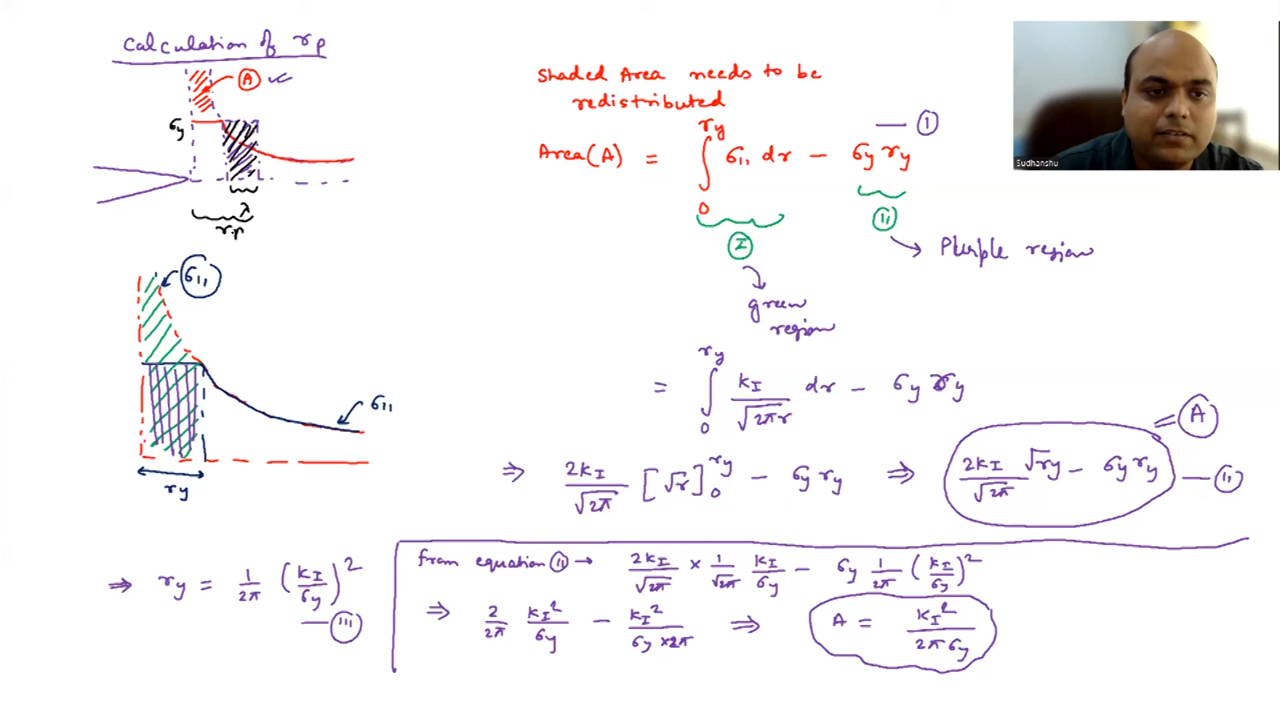 Calculation of rp
A
σy
λ
rp
σ11
σ11
ry
Shaded Area needs to be
redistributed
Area(A) = ∫₀^ry σ11 dr − σy ry — (I)
(I)
(II)
green
region
Purple region
= ∫₀^ry KI/√2πr dr − σy ry
⇒ 2KI/√2π [√r]₀^ry − σy ry ⇒ 2KI/√2π √ry − σy ry — (II)
= (A)
⇒ ry = 1/2π (KI/σy)² — (III)
from equation (II) → 2KI/√2π × 1/√2π KI/σy − σy 1/2π (KI/σy)²
⇒ 2/2π KI²/σy − KI²/σy×2π ⇒ A = KI²/2πσy
Sudhanshu